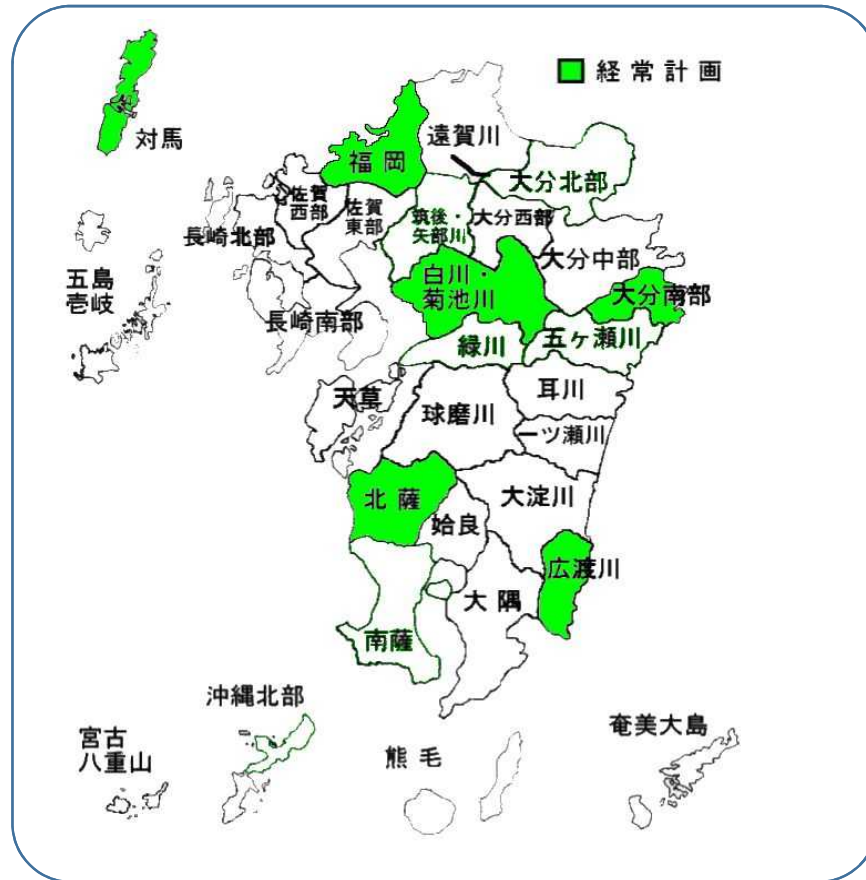 経常計画
対馬
遠賀川
福岡
大分北部
佐賀
西部
佐賀
東部
筑後・
矢部川
大分西部
長崎北部
大分中部
五島
壱岐
白川・
菊池川
大分南部
長崎南部
緑川
五ヶ瀬川
天草
球磨川
耳川
一ツ瀬川
北薩
姶良
大淀川
広渡川
大隅
南薩
沖縄北部
宮古
八重山
熊毛
奄美大島